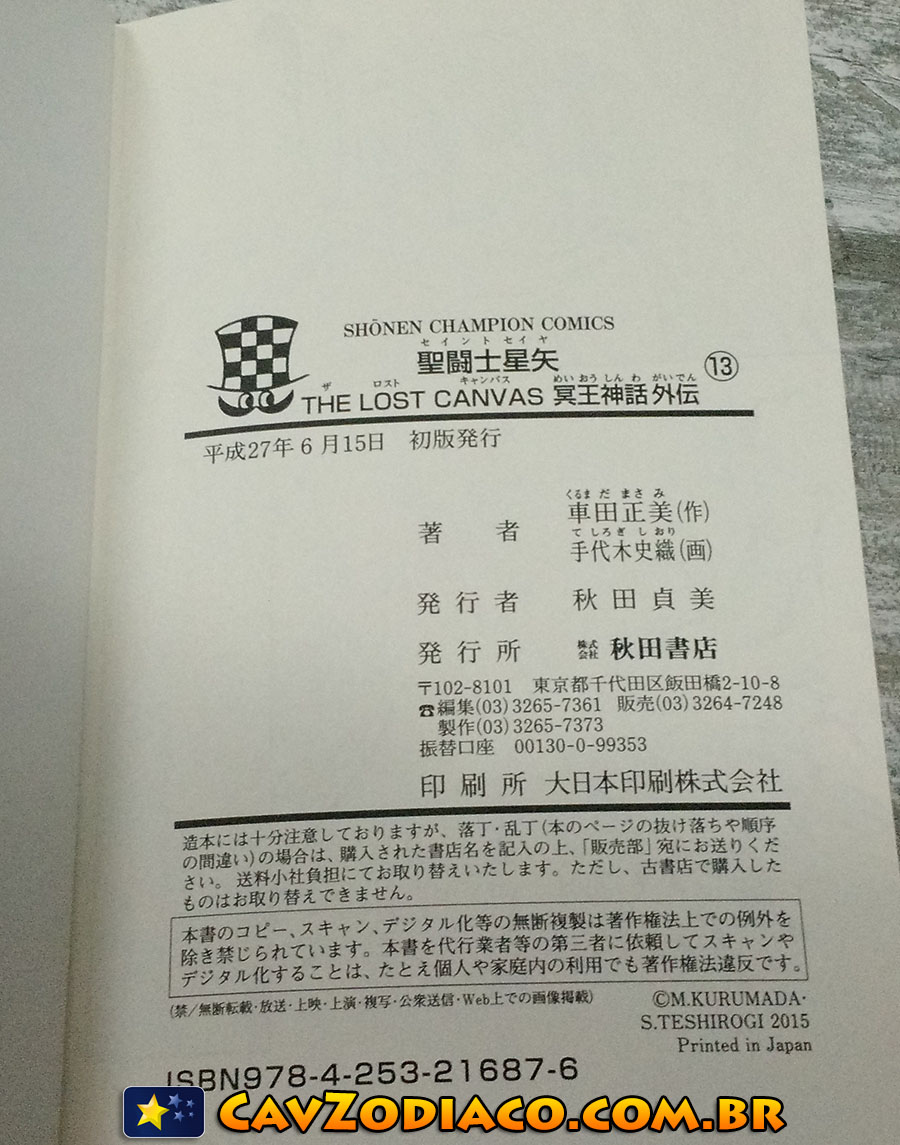 SHŌNEN CHAMPION COMICS
セイントセイヤ
聖闘士星矢
⑬
ザ ロスト キャンバス めいおうしんわ がいでん
THE LOST CANVAS 冥王神話 外伝
平成27年6月15日 初版発行
くるまだまさみ
著者 車田正美(作)
てしろぎしおり
手代木史織(画)
発行者 秋田貞美
発行所 株式会社 秋田書店
〒102-8101 東京都千代田区飯田橋2-10-8
☎編集(03)3265-7361 販売(03)3264-7248
製作(03)3265-7373
振替口座 00130-0-99353
印刷所 大日本印刷株式会社
造本には十分注意しておりますが、落丁・乱丁(本のページの抜け落ちや順序
の間違い)の場合は、購入された書店名を記入の上、「販売部」宛にお送りくだ
さい。送料小社負担にてお取り替えいたします。ただし、古書店で購入した
ものはお取り替えできません。
本書のコピー、スキャン、デジタル化等の無断複製は著作権法上での例外を
除き禁じられています。本書を代行業者等の第三者に依頼してスキャンや
デジタル化することは、たとえ個人や家庭内の利用でも著作権法違反です。
(禁/無断転載・放送・上映・上演・複写・公衆送信・Web上での画像掲載)
©M.KURUMADA・
S.TESHIROGI 2015
Printed in Japan
ISBN978-4-253-21687-6
CAVZODIACO.COM.BR